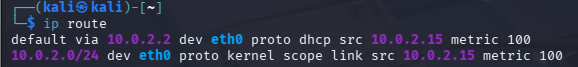 ┌──(kali㉿kali)-[~]
└─$ ip route
default via 10.0.2.2 dev eth0 proto dhcp src 10.0.2.15 metric 100
10.0.2.0/24 dev eth0 proto kernel scope link src 10.0.2.15 metric 100